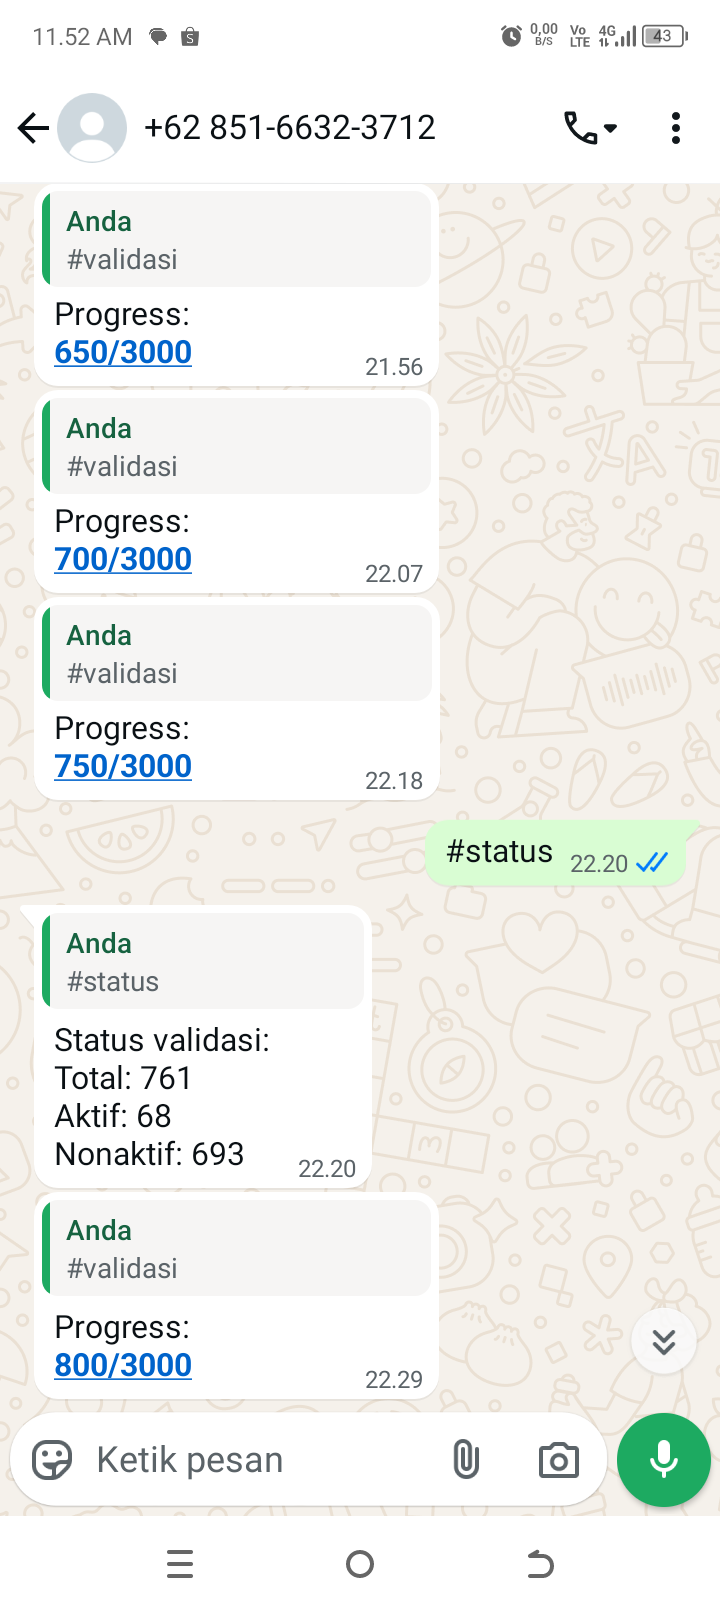 11.52 AM
0,00 B/S
Vo LTE
4G
43
+62 851-6632-3712
Anda
#validasi
Progress:
650/3000
21.56
Anda
#validasi
Progress:
700/3000
22.07
Anda
#validasi
Progress:
750/3000
22.18
#status 22.20
Anda
#status
Status validasi:
Total: 761
Aktif: 68
Nonaktif: 693
22.20
Anda
#validasi
Progress:
800/3000
22.29
Ketik pesan